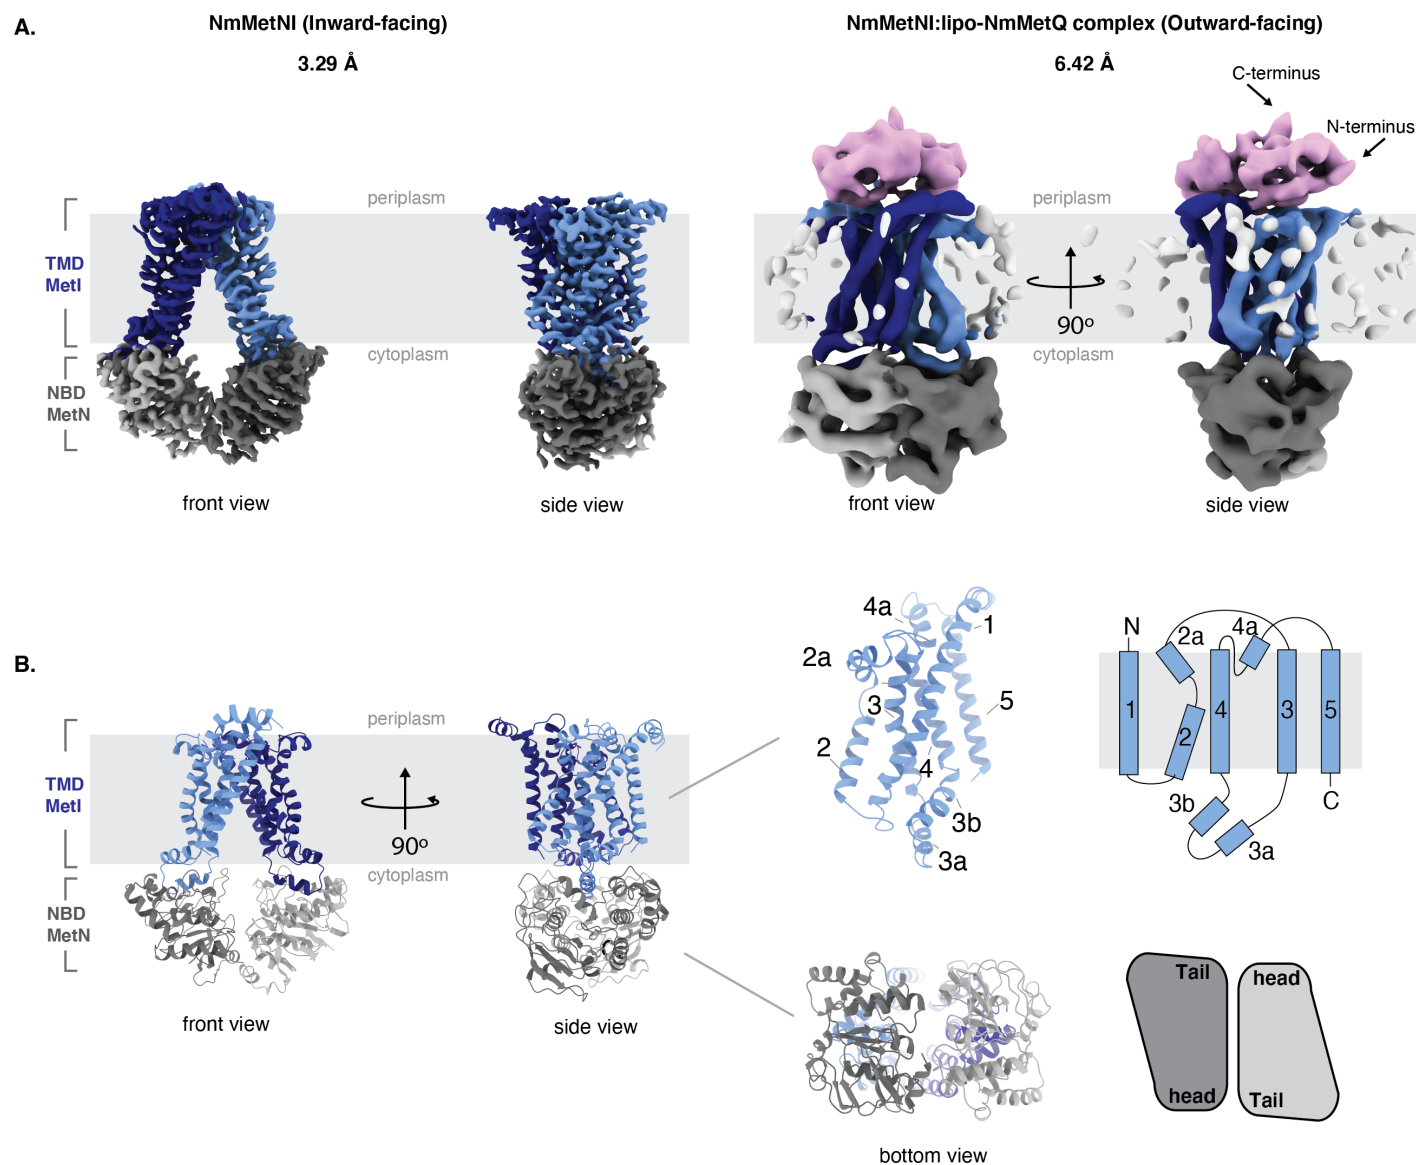 A.
NmMetNI (Inward-facing)
3.29 Å
NmMetNI:lipo-NmMetQ complex (Outward-facing)
6.42 Å
C-terminus
N-terminus
periplasm
periplasm
TMD
MetI
90º
cytoplasm
cytoplasm
NBD
MetN
front view
side view
front view
side view
B.
periplasm
TMD
MetI
90º
cytoplasm
NBD
MetN
front view
side view
4a
1
2a
3
5
2
4
3b
3a
N
2a
4a
1
2
4
3
5
3b
C
3a
bottom view
Tail
head
head
Tail